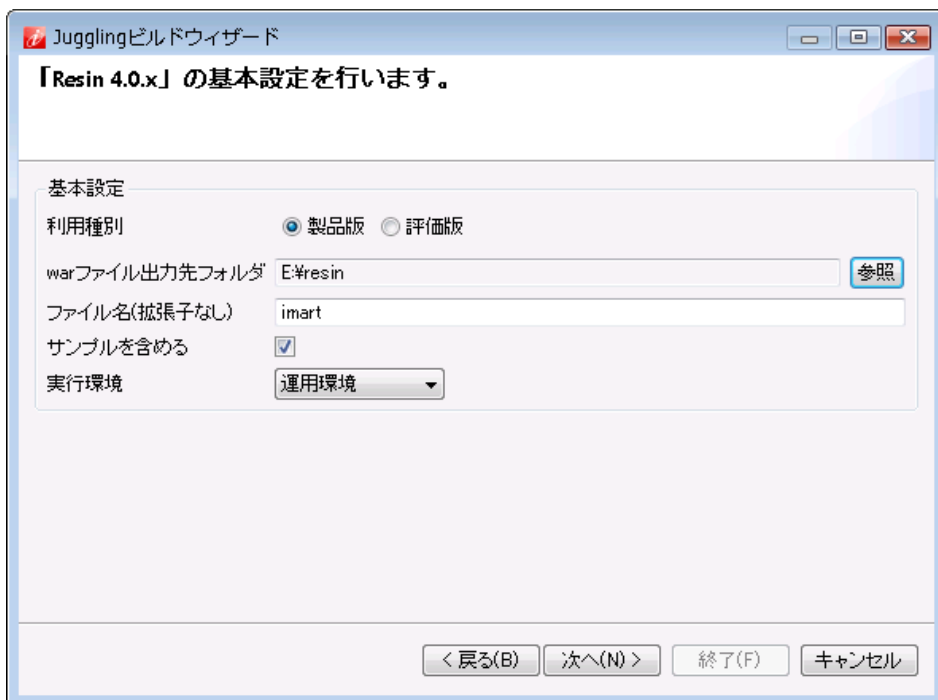 Jugglingビルドウィザード
「Resin 4.0.x」の基本設定を行います。
基本設定
利用種別 製品版 評価版
warファイル出力先フォルダ E:¥resin 参照
ファイル名(拡張子なし) imart
サンプルを含める
実行環境 運用環境
< 戻る(B) 次へ(N) > 終了(F) キャンセル